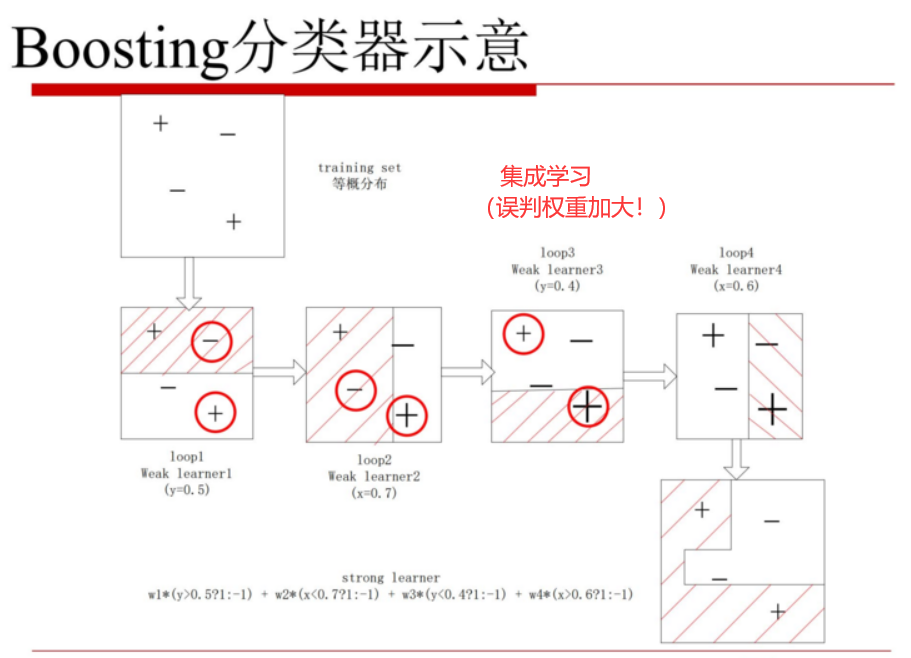 Boosting分类器示意
training set
等概分布
集成学习
(误判权重加大！)
loop3
Weak learner3
(y=0.4)
loop4
Weak learner4
(x=0.6)
+
−
−
+
+
−
−
+
+
−
−
+
+
−
−
+
+
−
−
+
loop1
Weak learner1
(y=0.5)
loop2
Weak learner2
(x=0.7)
+
−
−
+
strong learner
w1*(y>0.5?1:-1) + w2*(x<0.7?1:-1) + w3*(y<0.4?1:-1) + w4*(x>0.6?1:-1)